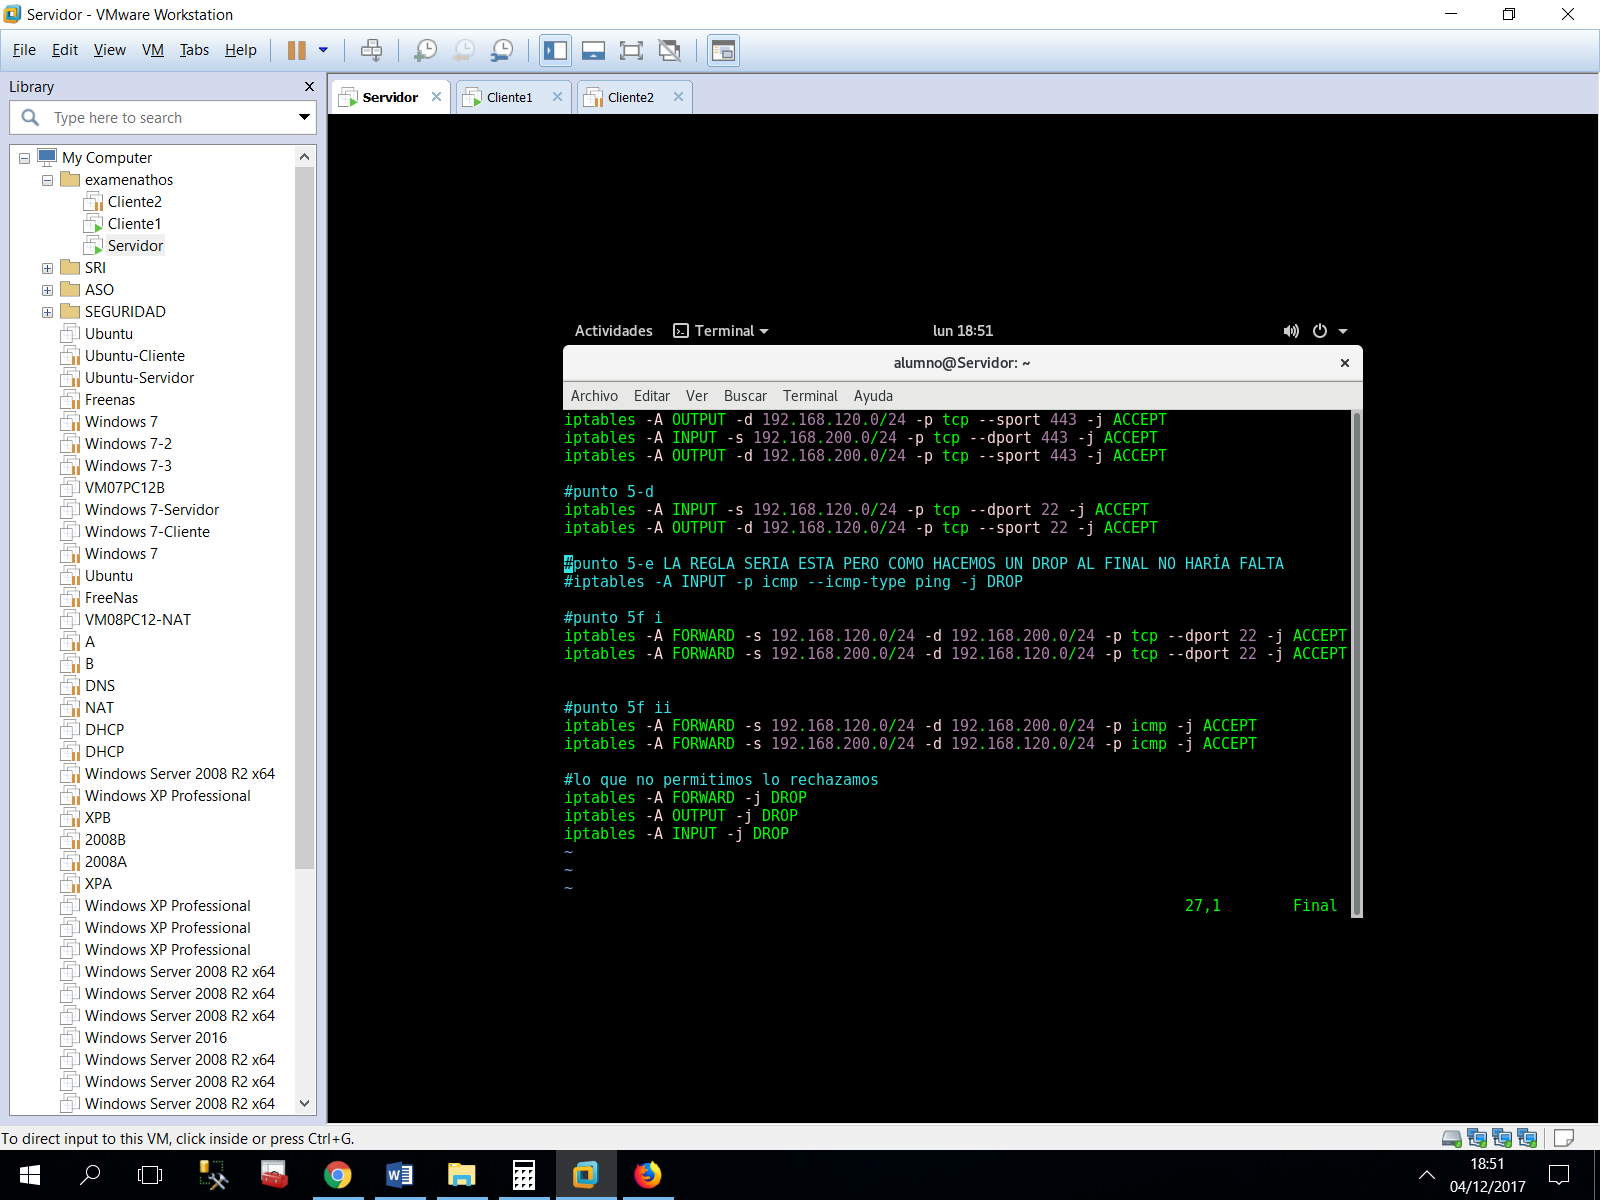 Servidor - VMware Workstation
File Edit View VM Tabs Help
Library
Type here to search
My Computer
examenathos
Cliente2
Cliente1
Servidor
SRI
ASO
SEGURIDAD
Ubuntu
Ubuntu-Cliente
Ubuntu-Servidor
Freenas
Windows 7
Windows 7-2
Windows 7-3
VM07PC12B
Windows 7-Servidor
Windows 7-Cliente
Windows 7
Ubuntu
FreeNas
VM08PC12-NAT
A
B
DNS
NAT
DHCP
DHCP
Windows Server 2008 R2 x64
Windows XP Professional
XPB
2008B
2008A
XPA
Windows XP Professional
Windows XP Professional
Windows XP Professional
Windows Server 2008 R2 x64
Windows Server 2008 R2 x64
Windows Server 2008 R2 x64
Windows Server 2016
Windows Server 2008 R2 x64
Windows Server 2008 R2 x64
Windows Server 2008 R2 x64
Servidor Cliente1 Cliente2
Actividades Terminal lun 18:51
alumno@Servidor: ~
Archivo Editar Ver Buscar Terminal Ayuda
iptables -A OUTPUT -d 192.168.120.0/24 -p tcp --sport 443 -j ACCEPT
iptables -A INPUT -s 192.168.200.0/24 -p tcp --dport 443 -j ACCEPT
iptables -A OUTPUT -d 192.168.200.0/24 -p tcp --sport 443 -j ACCEPT
#punto 5-d
iptables -A INPUT -s 192.168.120.0/24 -p tcp --dport 22 -j ACCEPT
iptables -A OUTPUT -d 192.168.120.0/24 -p tcp --sport 22 -j ACCEPT
#punto 5-e LA REGLA SERIA ESTA PERO COMO HACEMOS UN DROP AL FINAL NO HARÍA FALTA
#iptables -A INPUT -p icmp --icmp-type ping -j DROP
#punto 5f i
iptables -A FORWARD -s 192.168.120.0/24 -d 192.168.200.0/24 -p tcp --dport 22 -j ACCEPT
iptables -A FORWARD -s 192.168.200.0/24 -d 192.168.120.0/24 -p tcp --dport 22 -j ACCEPT
#punto 5f ii
iptables -A FORWARD -s 192.168.120.0/24 -d 192.168.200.0/24 -p icmp -j ACCEPT
iptables -A FORWARD -s 192.168.200.0/24 -d 192.168.120.0/24 -p icmp -j ACCEPT
#lo que no permitimos lo rechazamos
iptables -A FORWARD -j DROP
iptables -A OUTPUT -j DROP
iptables -A INPUT -j DROP
~
~
~
27,1 Final
To direct input to this VM, click inside or press Ctrl+G.
18:51
04/12/2017